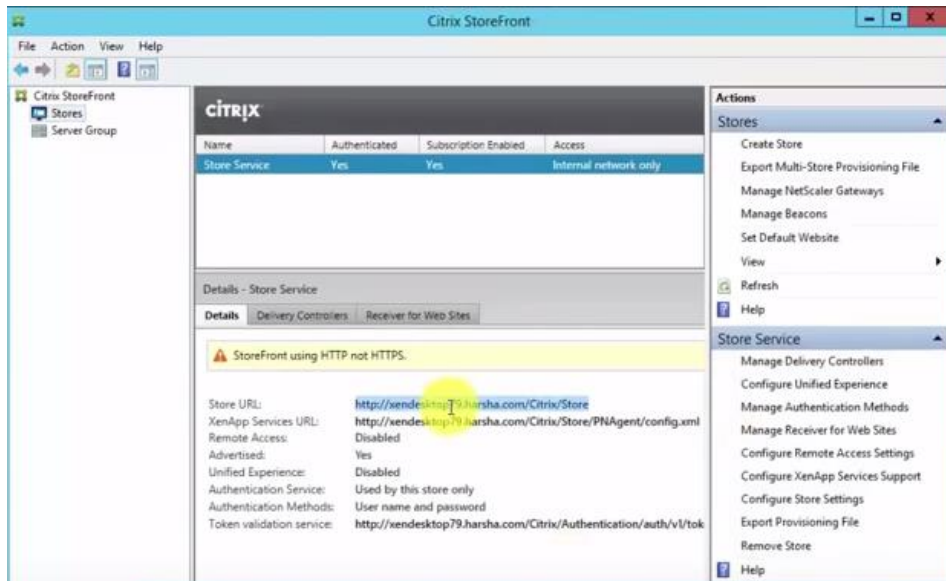 Citrix StoreFront
File Action View Help
Citrix StoreFront
Stores
Server Group
CİTRIX
Name Authenticated Subscription Enabled Access
Store Service Yes Yes Internal network only
Details - Store Service
Details Delivery Controllers Receiver for Web Sites
StoreFront using HTTP not HTTPS.
Store URL: http://xendesktop79.harsha.com/Citrix/Store
XenApp Services URL: http://xendesktop79.harsha.com/Citrix/Store/PNAgent/config.xml
Remote Access: Disabled
Advertised: Yes
Unified Experience: Disabled
Authentication Service: Used by this store only
Authentication Methods: User name and password
Token validation service: http://xendesktop79.harsha.com/Citrix/Authentication/auth/v1/tok
Actions
Stores
Create Store
Export Multi-Store Provisioning File
Manage NetScaler Gateways
Manage Beacons
Set Default Website
View
Refresh
Help
Store Service
Manage Delivery Controllers
Configure Unified Experience
Manage Authentication Methods
Manage Receiver for Web Sites
Configure Remote Access Settings
Configure XenApp Services Support
Configure Store Settings
Export Provisioning File
Remove Store
Help